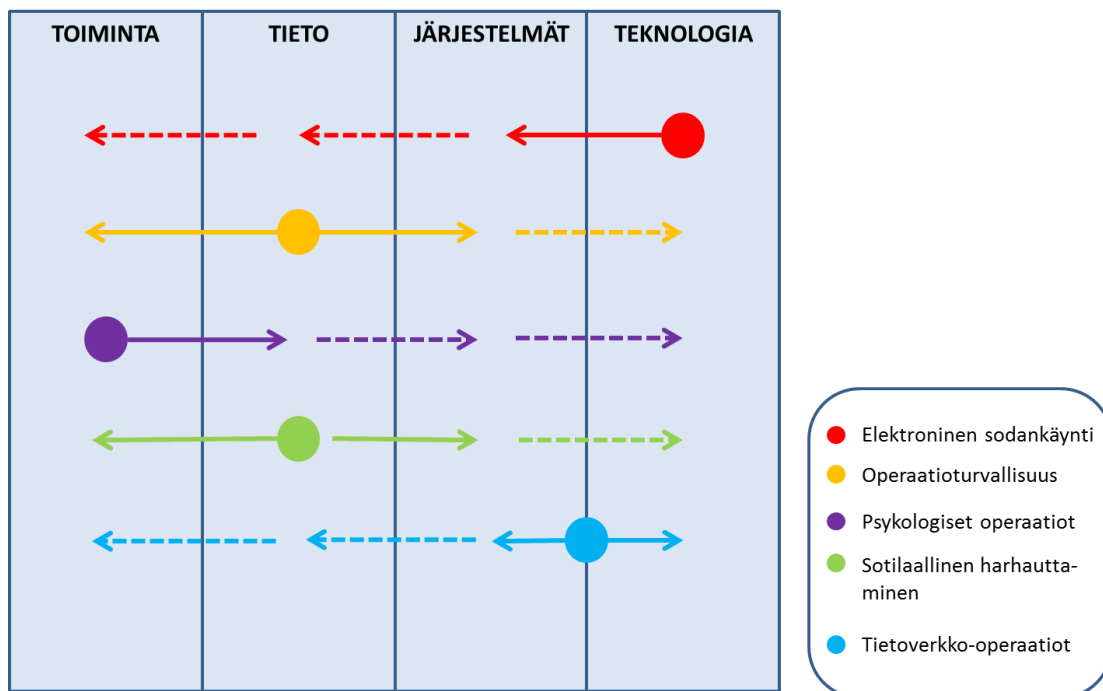 TOIMINTA
TIETO
JÄRJESTELMÄT
TEKNOLOGIA
Elektroninen sodankäynti
Operaatioturvallisuus
Psykologiset operaatiot
Sotilaallinen harhautta-
minen
Tietoverkko-operaatiot